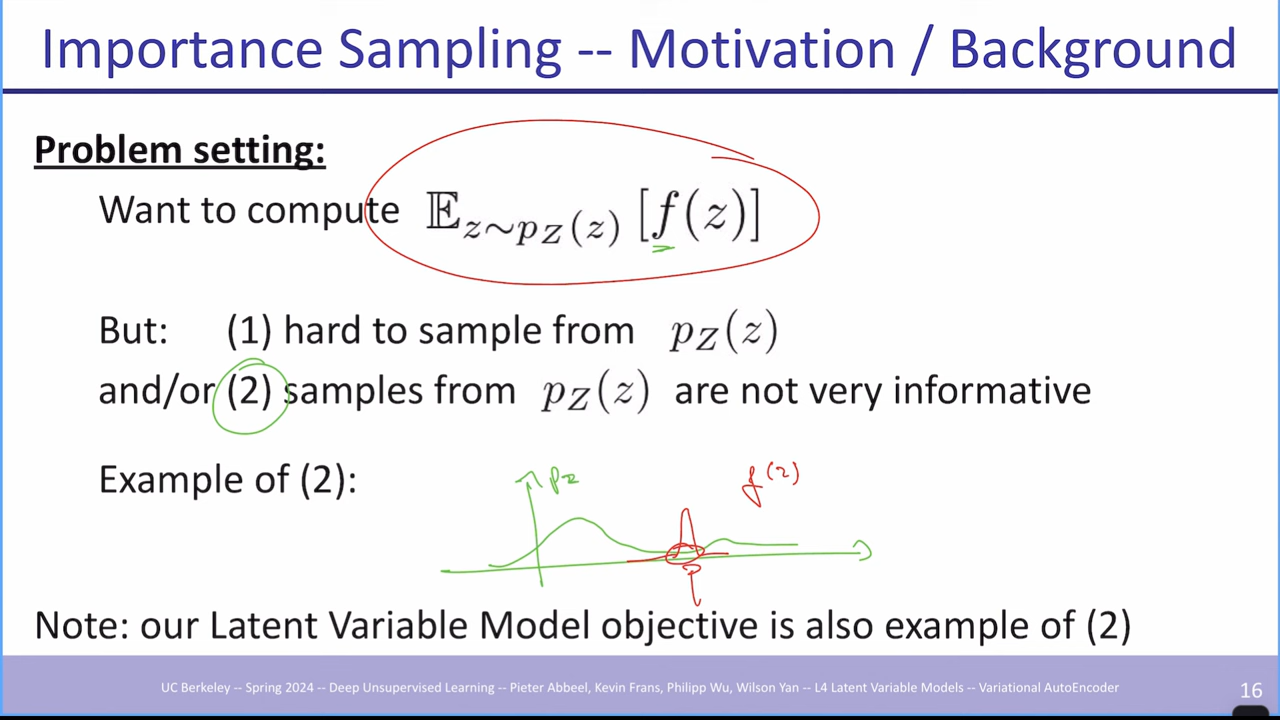 Importance Sampling -- Motivation / Background
Problem setting:
Want to compute 𝔼_{z∼p_Z(z)} [f(z)]
But: (1) hard to sample from p_Z(z)
and/or (2) samples from p_Z(z) are not very informative
Example of (2):
p_z
f(z)
Note: our Latent Variable Model objective is also example of (2)
UC Berkeley -- Spring 2024 -- Deep Unsupervised Learning -- Pieter Abbeel, Kevin Frans, Philipp Wu, Wilson Yan -- L4 Latent Variable Models -- Variational AutoEncoder
16